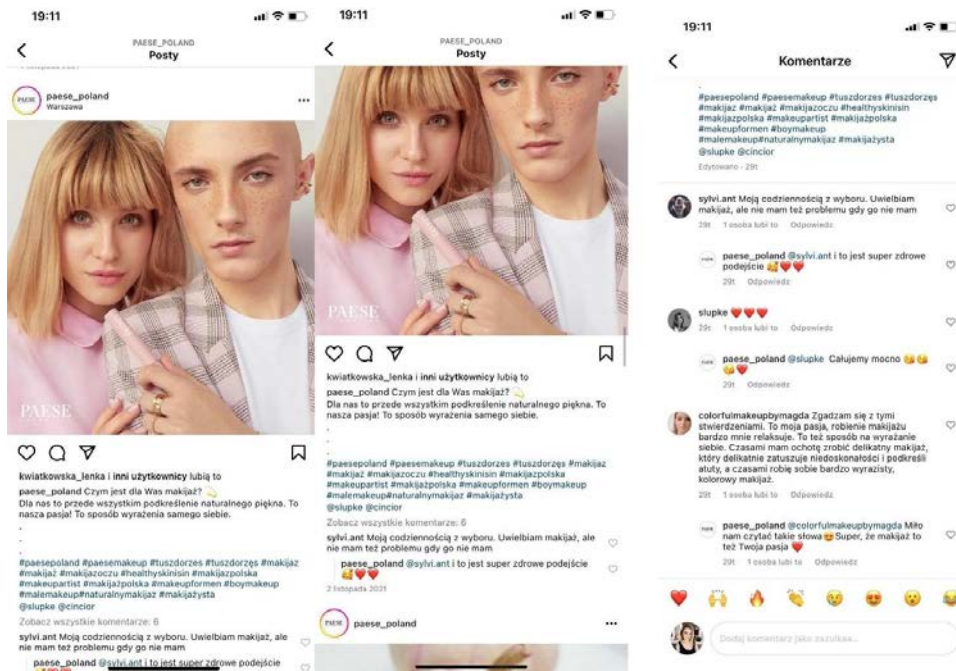 19:11
PAESE_POLAND
Posty
paese_poland
Warszawa
PAESE
kwiatkowska_lenka i inni użytkownicy lubią to
paese_poland Czym jest dla Was makijaż?
Dla nas to przede wszystkim podkreślenie naturalnego piękna. To
nasza pasja! To sposób wyrażenia samego siebie.
.
.
.
#paesepoland #paesemakeup #tuszdorzes #tuszdorzęs #makijaz
#makijaż #makijazoczu #healthyskinisin #makijazpolska
#makeupartist #makijażpolska #makeupformen #boymakeup
#malemakeup#naturalnymakijaz #makijażysta
@slupke @cincior
Zobacz wszystkie komentarze: 6
sylvi.ant Moją codziennością z wyboru. Uwielbiam makijaż, ale
nie mam też problemu gdy go nie mam
paese_poland @sylvi.ant i to jest super zdrowe podejście
19:11
PAESE_POLAND
Posty
PAESE
kwiatkowska_lenka i inni użytkownicy lubią to
paese_poland Czym jest dla Was makijaż?
Dla nas to przede wszystkim podkreślenie naturalnego piękna. To
nasza pasja! To sposób wyrażenia samego siebie.
.
.
.
#paesepoland #paesemakeup #tuszdorzes #tuszdorzęs #makijaz
#makijaż #makijazoczu #healthyskinisin #makijazpolska
#makeupartist #makijażpolska #makeupformen #boymakeup
#malemakeup#naturalnymakijaz #makijażysta
@slupke @cincior
Zobacz wszystkie komentarze: 6
sylvi.ant Moją codziennością z wyboru. Uwielbiam makijaż, ale
nie mam też problemu gdy go nie mam
paese_poland @sylvi.ant i to jest super zdrowe podejście
🥰❤️❤️
2 listopada 2021
paese_poland
19:11
Komentarze
#paesepoland #paesemakeup #tuszdorzes #tuszdorzęs
#makijaz #makijaż #makijazoczu #healthyskinisin
#makijazpolska #makeupartist #makijażpolska
#makeupformen #boymakeup
#malemakeup#naturalnymakijaz #makijażysta
@slupke @cincior
Edytowano · 29t
sylvi.ant Moją codziennością z wyboru. Uwielbiam
makijaż, ale nie mam też problemu gdy go nie mam
29t 1 osoba lubi to Odpowiedz
paese_poland @sylvi.ant i to jest super zdrowe
podejście 🥰❤️❤️
29t Odpowiedz
slupke ❤️❤️❤️
29t 1 osoba lubi to Odpowiedz
paese_poland @slupke Całujemy mocno 😘😘
😘❤️
29t Odpowiedz
colorfulmakeupbymagda Zgadzam się z tymi
stwierdzeniami. To moja pasja, robienie makijażu
bardzo mnie relaksuje. To też sposób na wyrażanie
siebie. Czasami mam ochotę zrobić delikatny makijaż,
który delikatnie zatuszuje niedoskonałości i podkreśli
atuty, a czasami robię sobie bardzo wyrazisty,
kolorowy makijaż.
29t 1 osoba lubi to Odpowiedz
paese_poland @colorfulmakeupbymagda Miło
nam czytać takie słowa😍 Super, że makijaż to
też Twoja pasja ❤️
29t 1 osoba lubi to Odpowiedz
Dodaj komentarz jako zazulkaa...